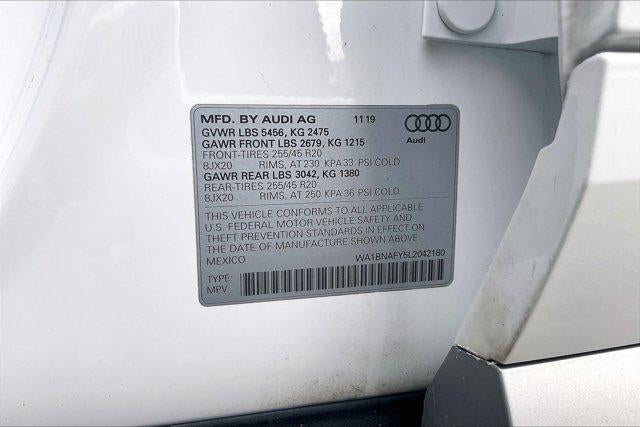 MFD. BY AUDI AG 11 19
GVWR LBS 5456, KG 2475
GAWR FRONT LBS 2679, KG 1215
FRONT-TIRES 255/45 R20
8JX20 RIMS, AT 230 KPA 33 PSI COLD
GAWR REAR LBS 3042, KG 1380
REAR-TIRES 255/45 R20
8JX20 RIMS, AT 250 KPA 36 PSI COLD
Audi
THIS VEHICLE CONFORMS TO ALL APPLICABLE
U.S. FEDERAL MOTOR VEHICLE SAFETY AND
THEFT PREVENTION STANDARDS IN EFFECT ON
THE DATE OF MANUFACTURE SHOWN ABOVE.
MEXICO WA1BNAFY5L2042180
TYPE:
MPV